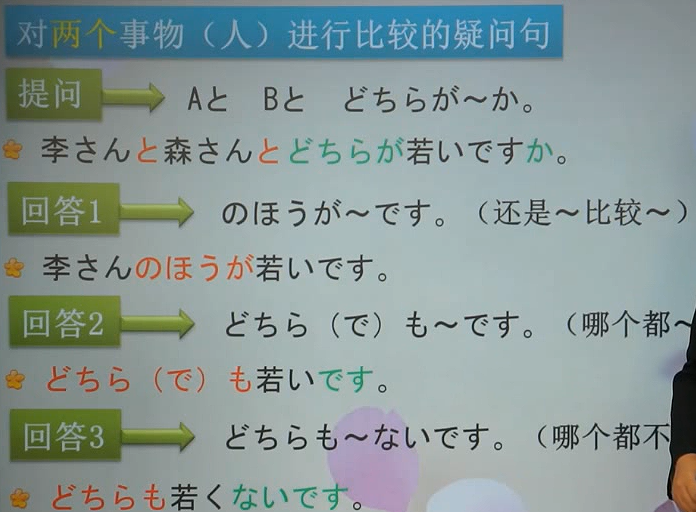 对两个事物（人）进行比较的疑问句
提问 Aと Bと どちらが～か。
李さんと森さんとどちらが若いですか。
回答1 のほうが～です。（还是～比较～）
李さんのほうが若いです。
回答2 どちら（で）も～です。（哪个都～
どちら（で）も若いです。
回答3 どちらも～ないです。（哪个都不
どちらも若くないです。